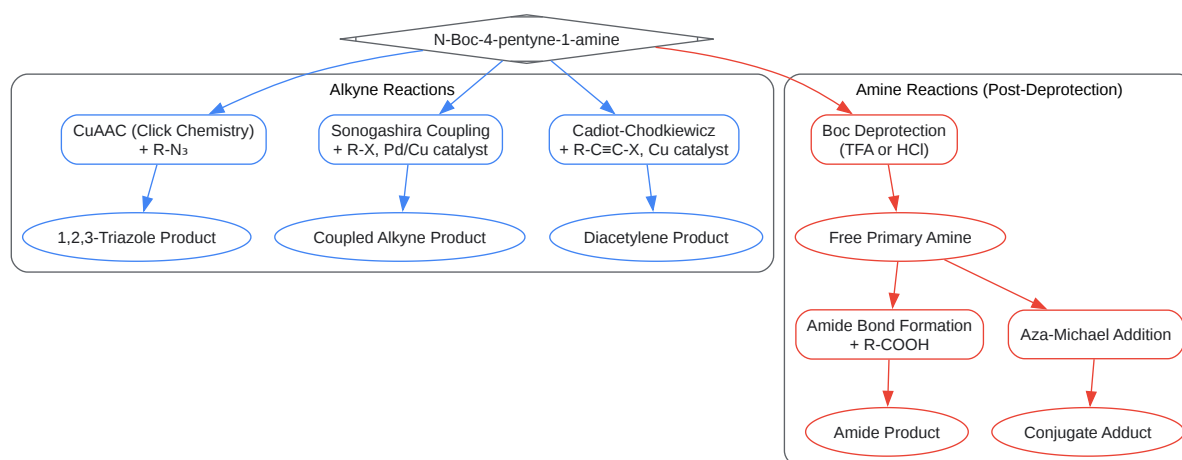 N-Boc-4-pentyne-1-amine
Alkyne Reactions
Amine Reactions (Post-Deprotection)
CuAAC (Click Chemistry)
+ R-N₃
Sonogashira Coupling
+ R-X, Pd/Cu catalyst
Cadiot-Chodkiewicz
+ R-C≡C-X, Cu catalyst
Boc Deprotection
(TFA or HCl)
1,2,3-Triazole Product
Coupled Alkyne Product
Diacetylene Product
Free Primary Amine
Amide Bond Formation
+ R-COOH
Aza-Michael Addition
Amide Product
Conjugate Adduct